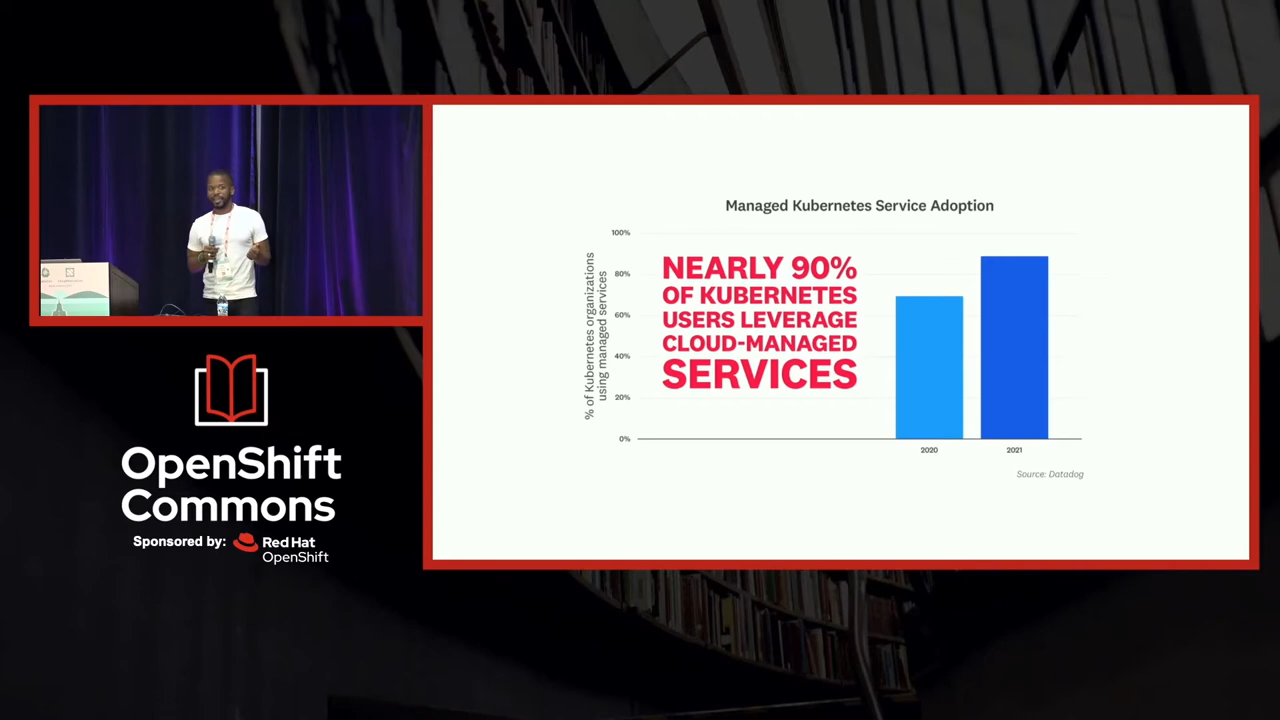 OpenShift
Commons
Sponsored by:
Red Hat
OpenShift
Managed Kubernetes Service Adoption
% of Kubernetes organizations
using managed services
100%
80%
60%
40%
20%
0%
NEARLY 90%
OF KUBERNETES
USERS LEVERAGE
CLOUD-MANAGED
SERVICES
2020
2021
Source: Datadog